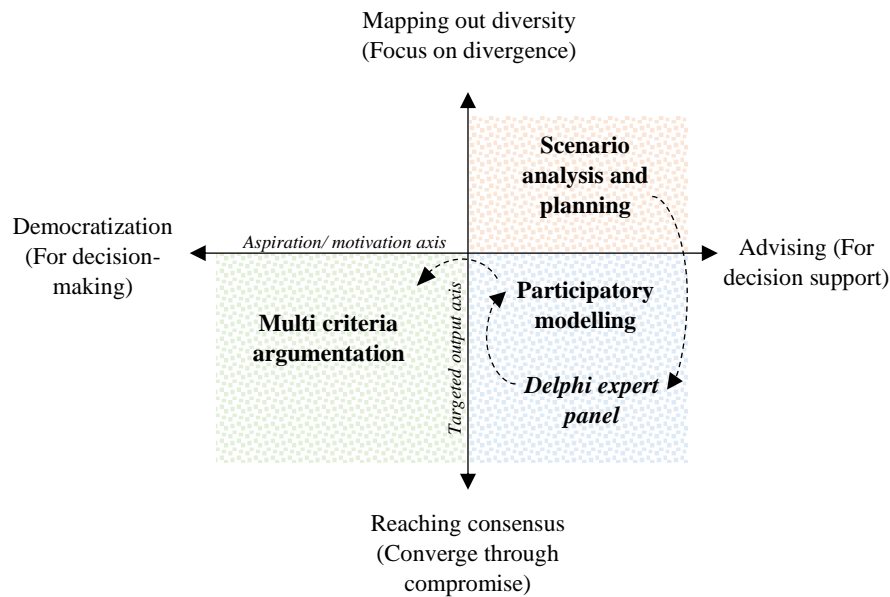 Mapping out diversity
(Focus on divergence)
Scenario
analysis and
planning
Democratization
(For decision-
making)
Aspiration/ motivation axis
Advising (For
decision support)
Multi criteria
argumentation
Targeted output axis
Participatory
modelling
Delphi expert
panel
Reaching consensus
(Converge through
compromise)